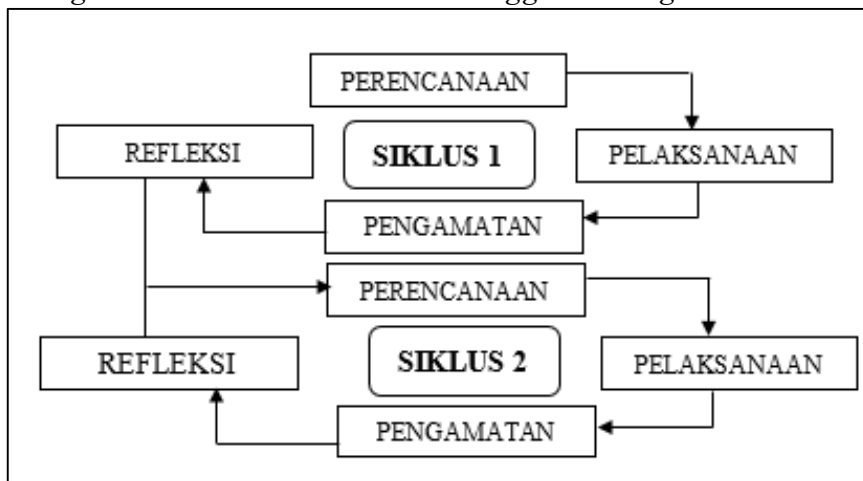 PERENCANAAN
REFLEKSI
SIKLUS 1
PELAKSANAAN
PENGAMATAN
PERENCANAAN
REFLEKSI
SIKLUS 2
PELAKSANAAN
PENGAMATAN